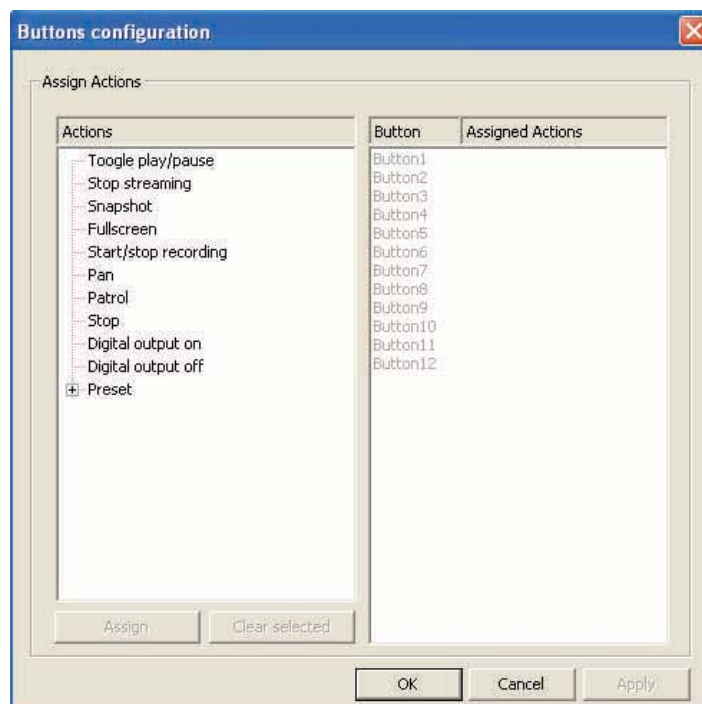 Buttons configuration
Assign Actions
Actions
Toogle play/pause
Stop streaming
Snapshot
Fullscreen
Start/stop recording
Pan
Patrol
Stop
Digital output on
Digital output off
Preset
Assign
Clear selected
Button Assigned Actions
Button1
Button2
Button3
Button4
Button5
Button6
Button7
Button8
Button9
Button10
Button11
Button12
OK
Cancel
Apply